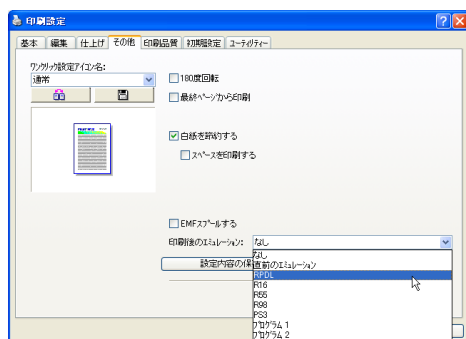 印刷設定
基本 編集 仕上げ その他 印刷品質 初期設定 ユーティリティー
ワンクリック設定アイコン名:
通常
180度回転
最終ページから印刷
白紙を節約する
スペースを印刷する
EMFスプールする
印刷後のエミュレーション: なし
なし
設定内容の保
直前のエミュレーション
RPDL
R16
R55
R98
PS3
プログラム 1
プログラム 2